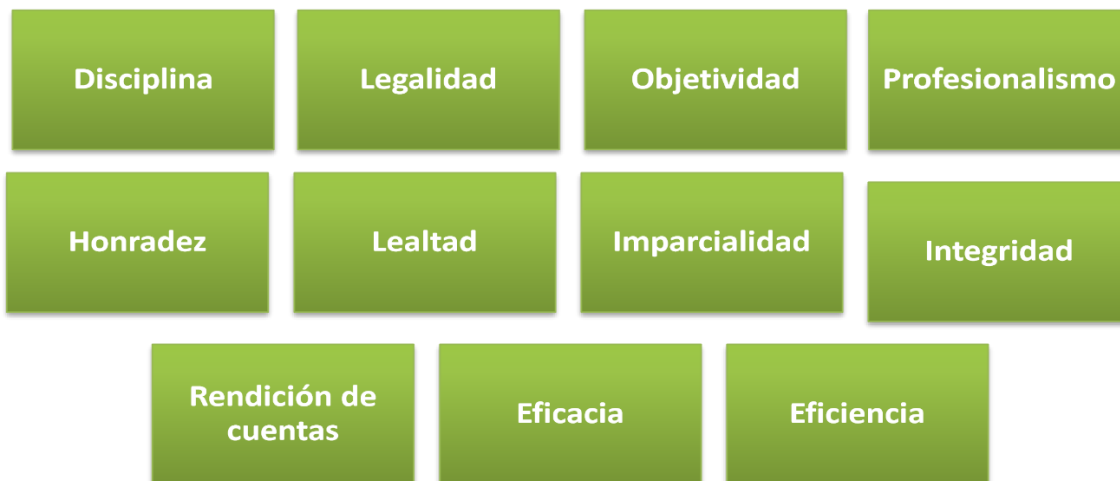 Disciplina
Legalidad
Objetividad
Profesionalismo
Honradez
Lealtad
Imparcialidad
Integridad
Rendición de
cuentas
Eficacia
Eficiencia